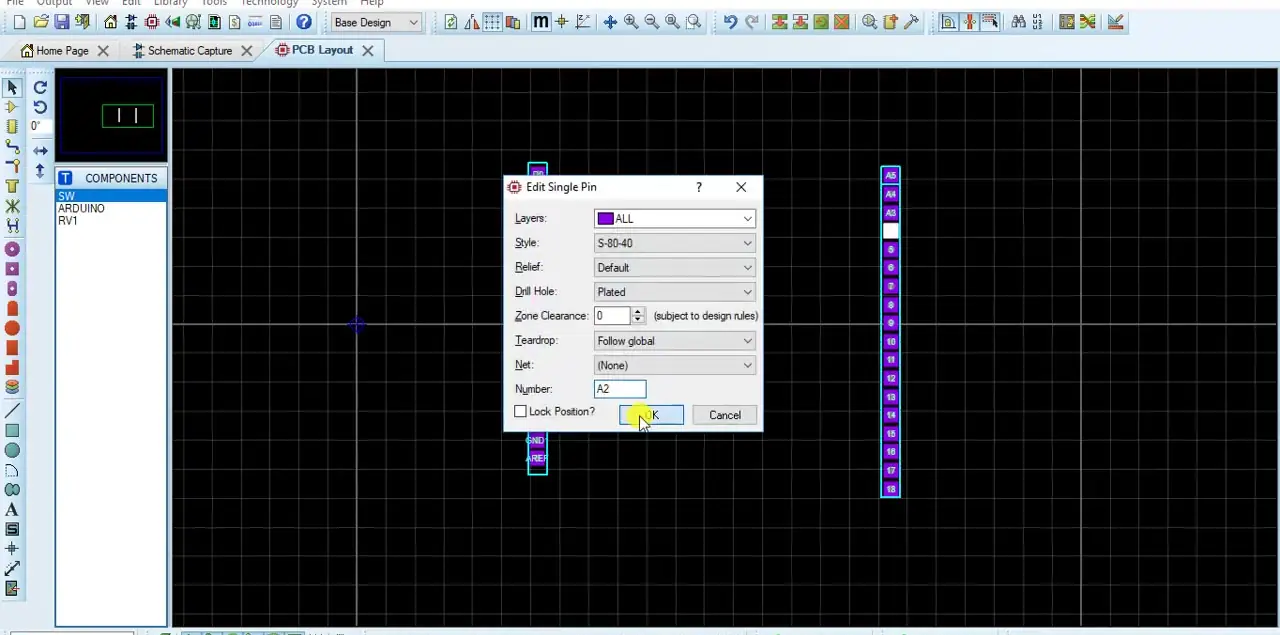 File Output View Edit Library Tools Technology System Help
Base Design
Home Page
Schematic Capture
PCB Layout
0°
T COMPONENTS
SW
ARDUINO
RV1
Edit Single Pin ?
Layers: ALL
Style: S-80-40
Relief: Default
Drill Hole: Plated
Zone Clearance: 0 (subject to design rules)
Teardrop: Follow global
Net: (None)
Number: A2
Lock Position? OK Cancel
GND
AREF
A5
A4
A3
5
6
7
8
9
10
11
12
13
14
15
16
17
18